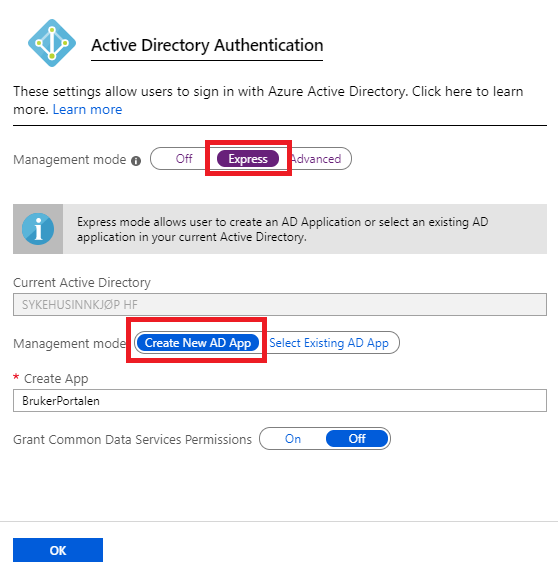 Active Directory Authentication
These settings allow users to sign in with Azure Active Directory. Click here to learn
more. Learn more
Management mode Off Express Advanced
Express mode allows user to create an AD Application or select an existing AD
application in your current Active Directory.
Current Active Directory
SYKEHUSINNKJØP HF
Management mode Create New AD App Select Existing AD App
* Create App
BrukerPortalen
Grant Common Data Services Permissions On Off
OK